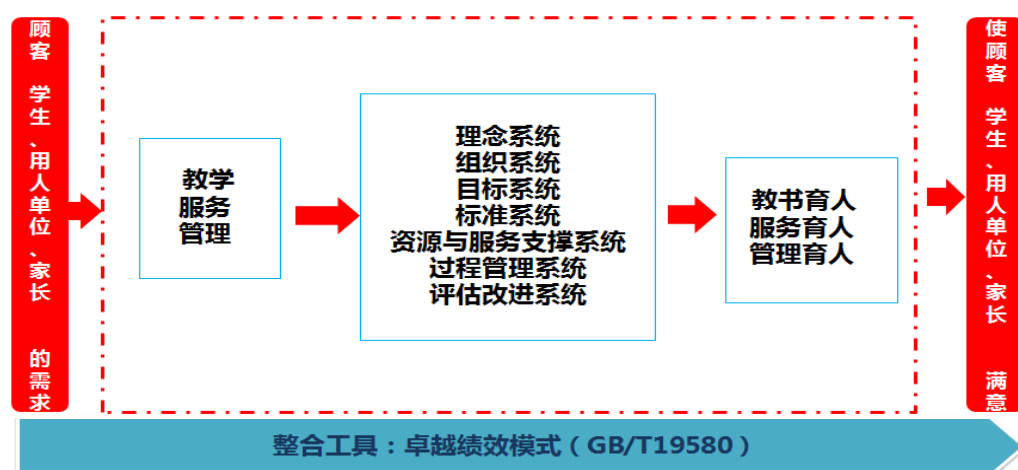 顾客 学生、用人单位、家长 的需求
教学
服务
管理
理念系统
组织系统
目标系统
标准系统
资源与服务支撑系统
过程管理系统
评估改进系统
教书育人
服务育人
管理育人
使顾客 学生、用人单位、家长 满意
整合工具：卓越绩效模式（GB/T19580）